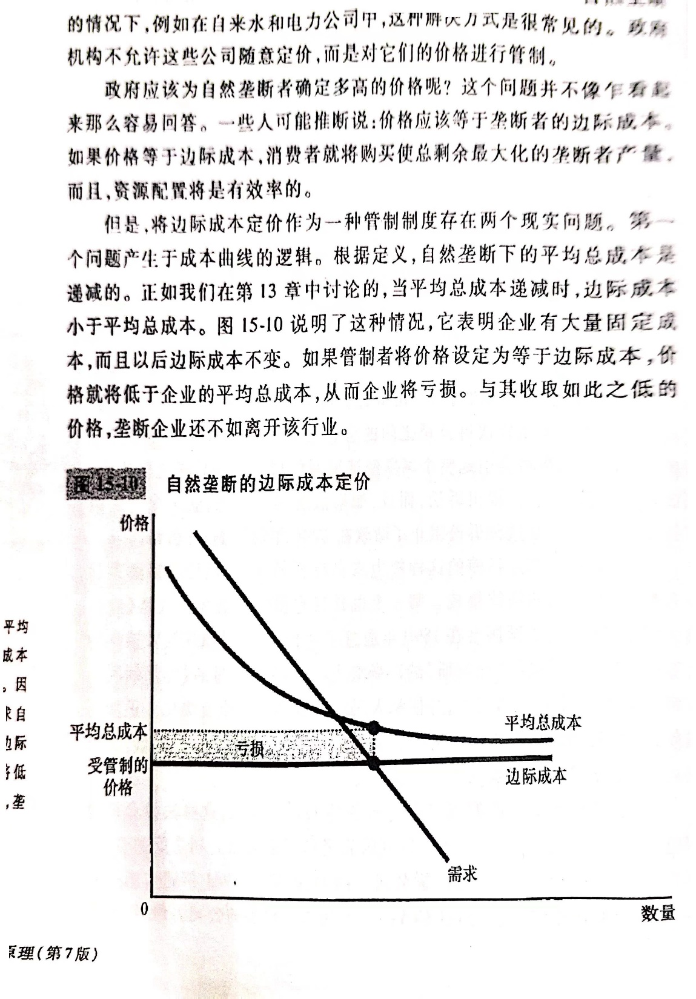 的情况下,例如在自来水和电力公司中,这种解决方式是很常见的。政府
机构不允许这些公司随意定价,而是对它们的价格进行管制。
政府应该为自然垄断者确定多高的价格呢?这个问题并不像乍看起
来那么容易回答。一些人可能推断说:价格应该等于垄断者的边际成本。
如果价格等于边际成本,消费者就将购买使总剩余最大化的垄断者产量,
而且,资源配置将是有效率的。
但是,将边际成本定价作为一种管制制度存在两个现实问题。第一
个问题产生于成本曲线的逻辑。根据定义,自然垄断下的平均总成本是
递减的。正如我们在第 13 章中讨论的,当平均总成本递减时,边际成本
小于平均总成本。图 15-10 说明了这种情况,它表明企业有大量固定成
本,而且以后边际成本不变。如果管制者将价格设定为等于边际成本,价
格就将低于企业的平均总成本,从而企业将亏损。与其收取如此之低的
价格,垄断企业还不如离开该行业。
图 15-10 自然垄断的边际成本定价
价格
平均
成本
。因
求自
边际
将低
,垄
平均总成本
亏损
受管制的
价格
平均总成本
边际成本
需求
0
数量
原理(第7版)